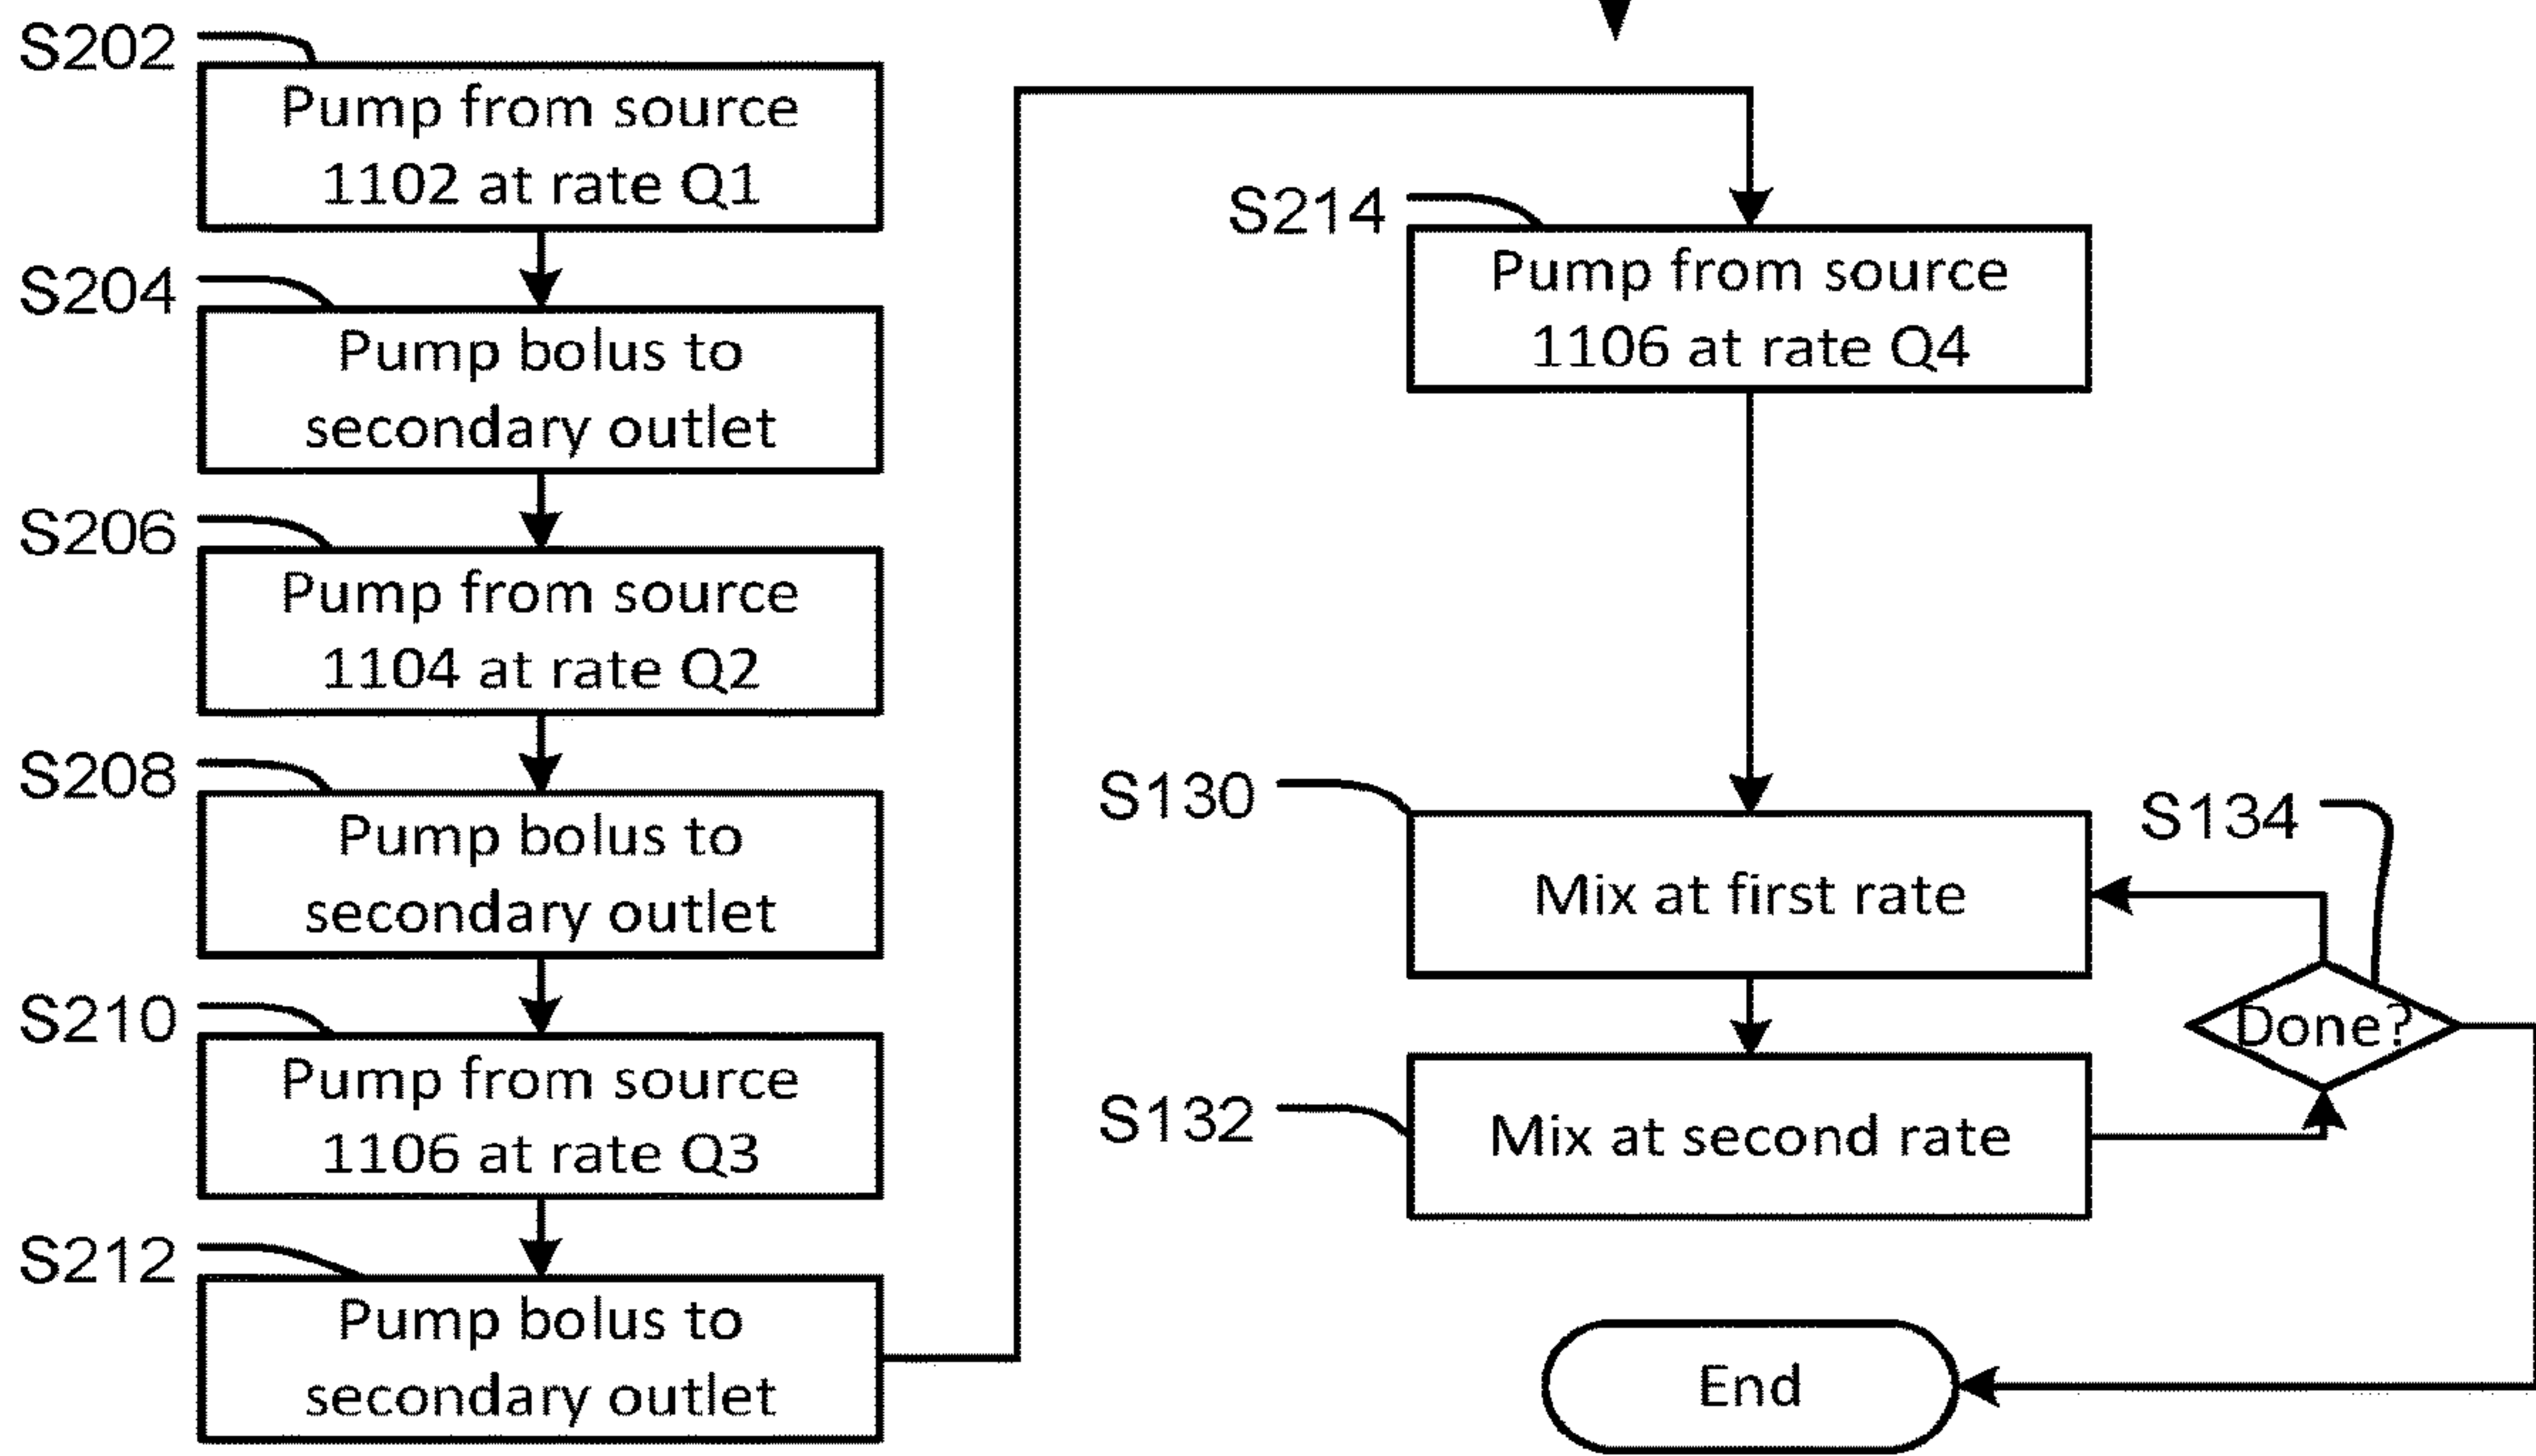 S202
Pump from source
1102 at rate Q1
S204
Pump bolus to
secondary outlet
S206
Pump from source
1104 at rate Q2
S208
Pump bolus to
secondary outlet
S210
Pump from source
1106 at rate Q3
S212
Pump bolus to
secondary outlet
S214
Pump from source
1106 at rate Q4
S130
Mix at first rate
S134
Done?
S132
Mix at second rate
End